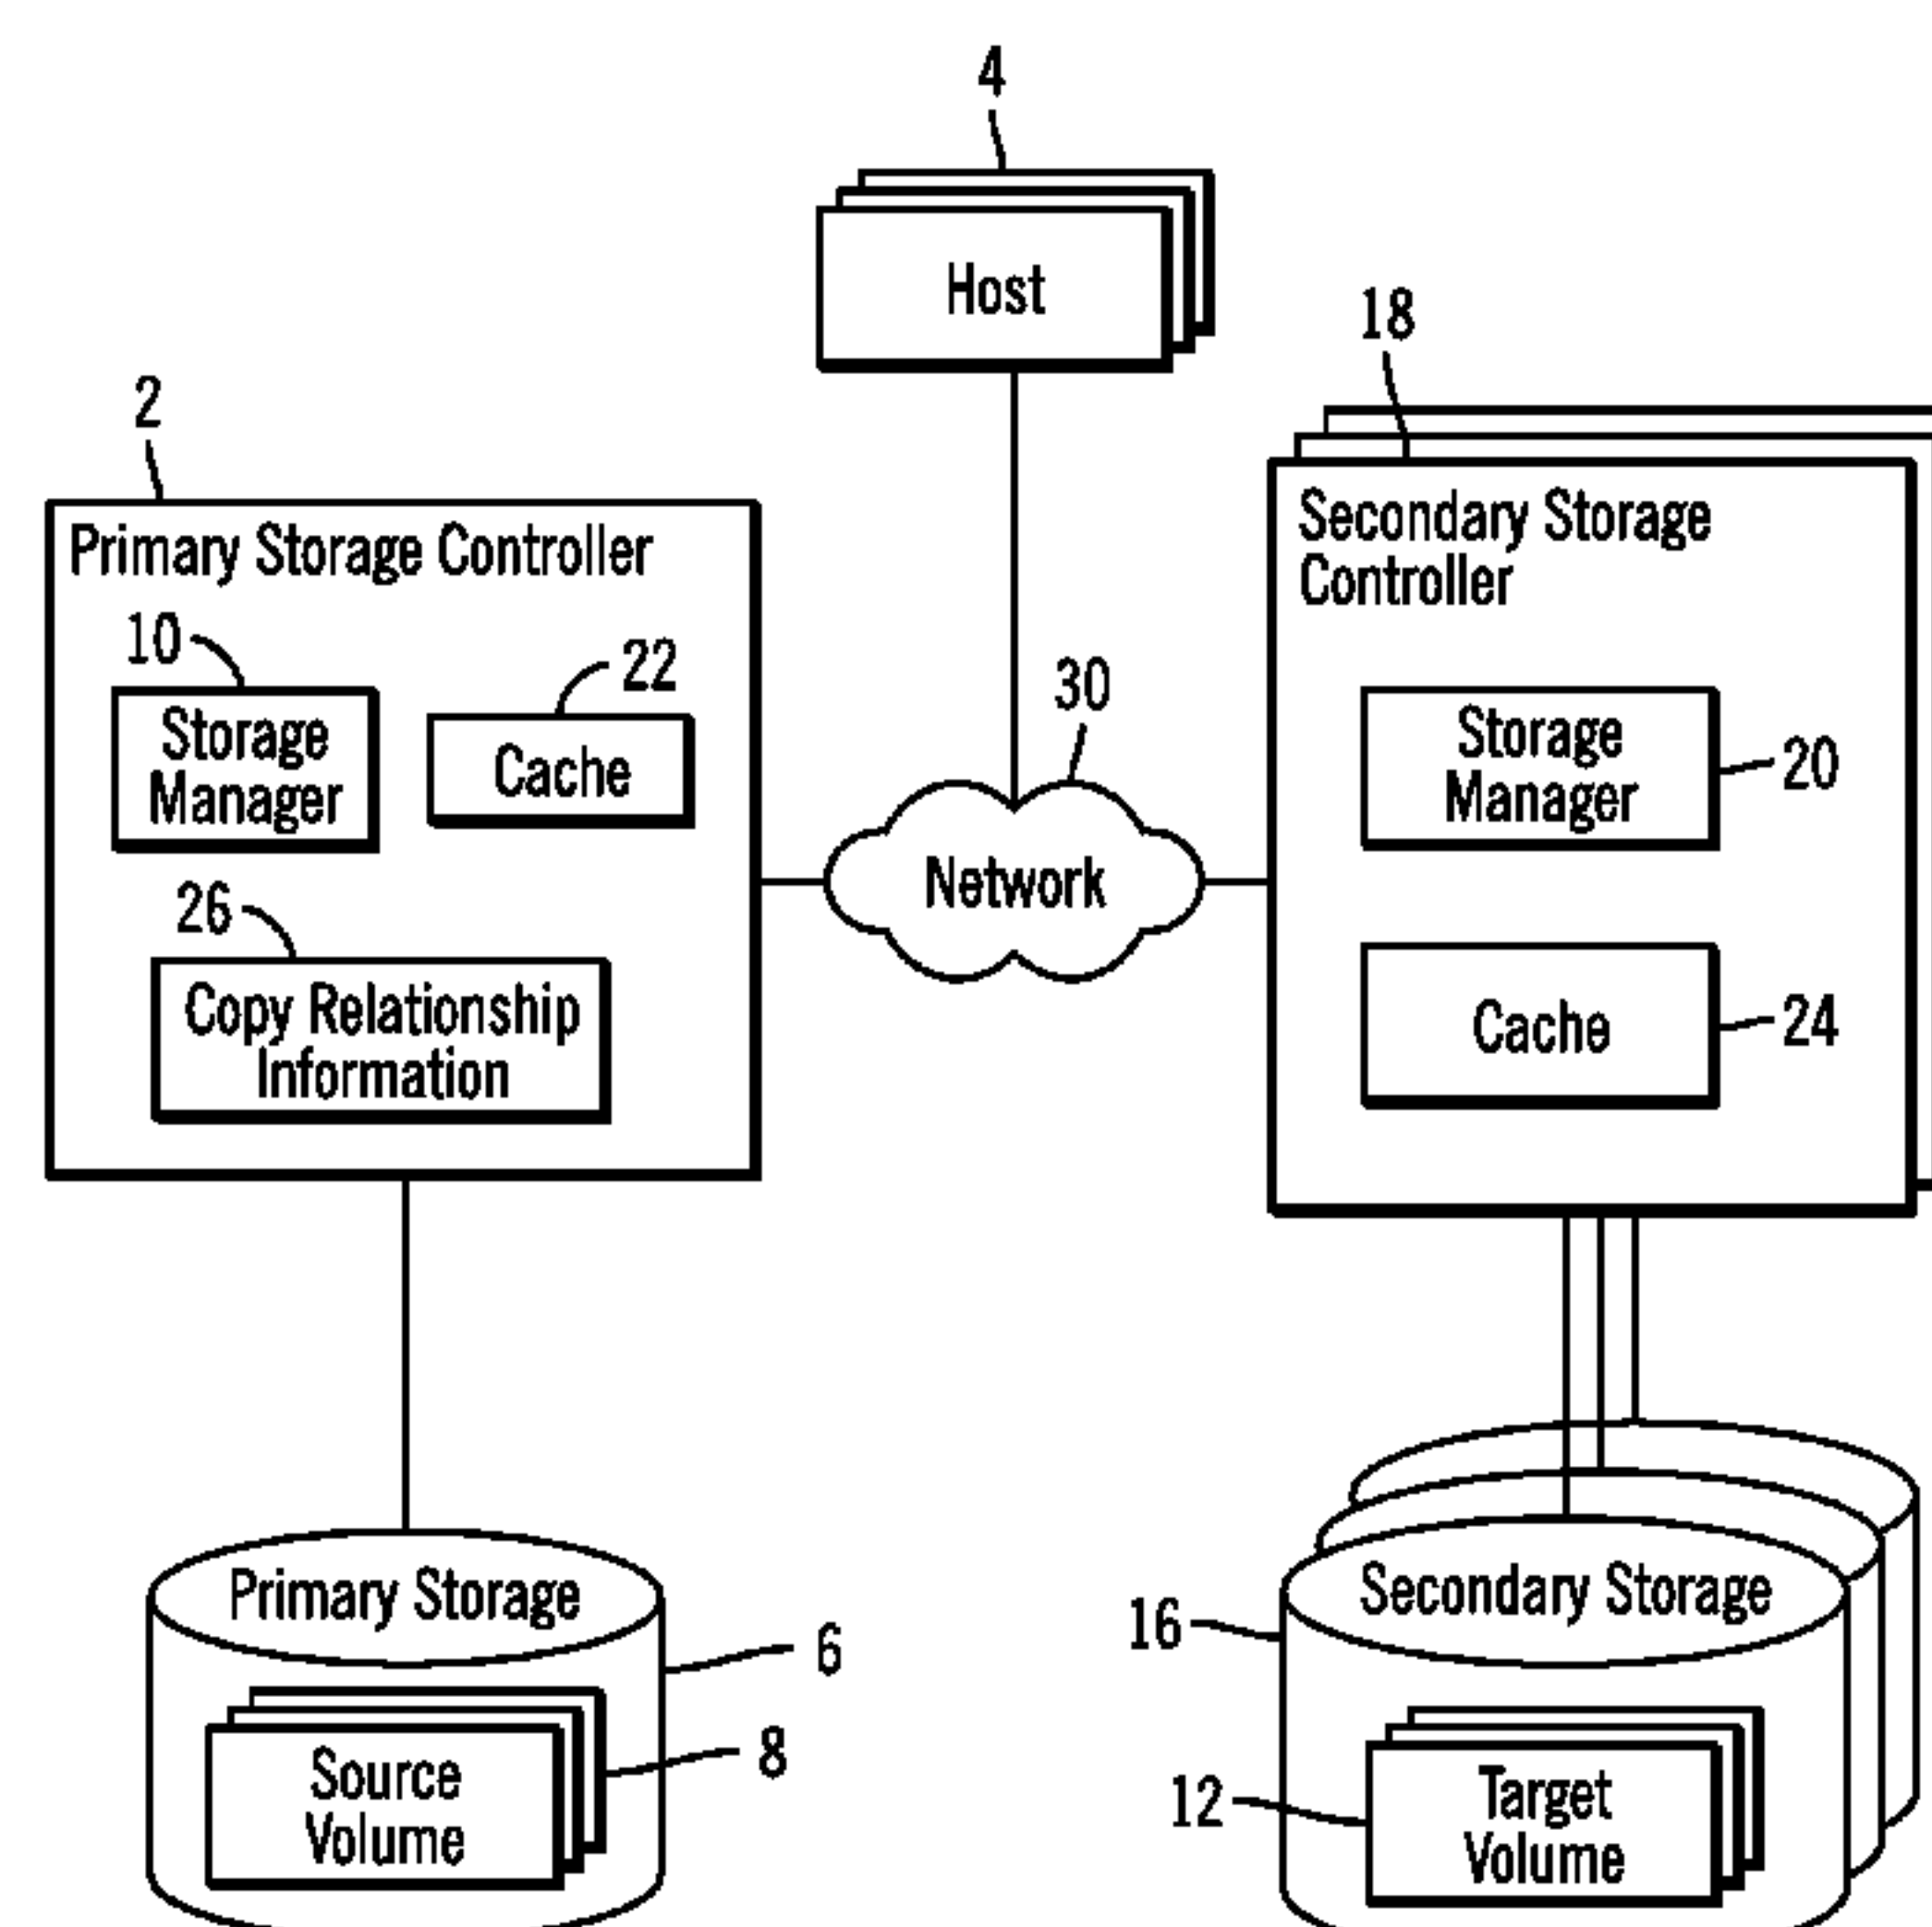 4
Host
18
2
Primary Storage Controller
10
22
Storage
Manager
Cache
26
Copy Relationship
Information
30
Network
Secondary Storage
Controller
Storage
Manager
20
Cache
24
Primary Storage
6
Source
Volume
8
Secondary Storage
16
Target
Volume
12